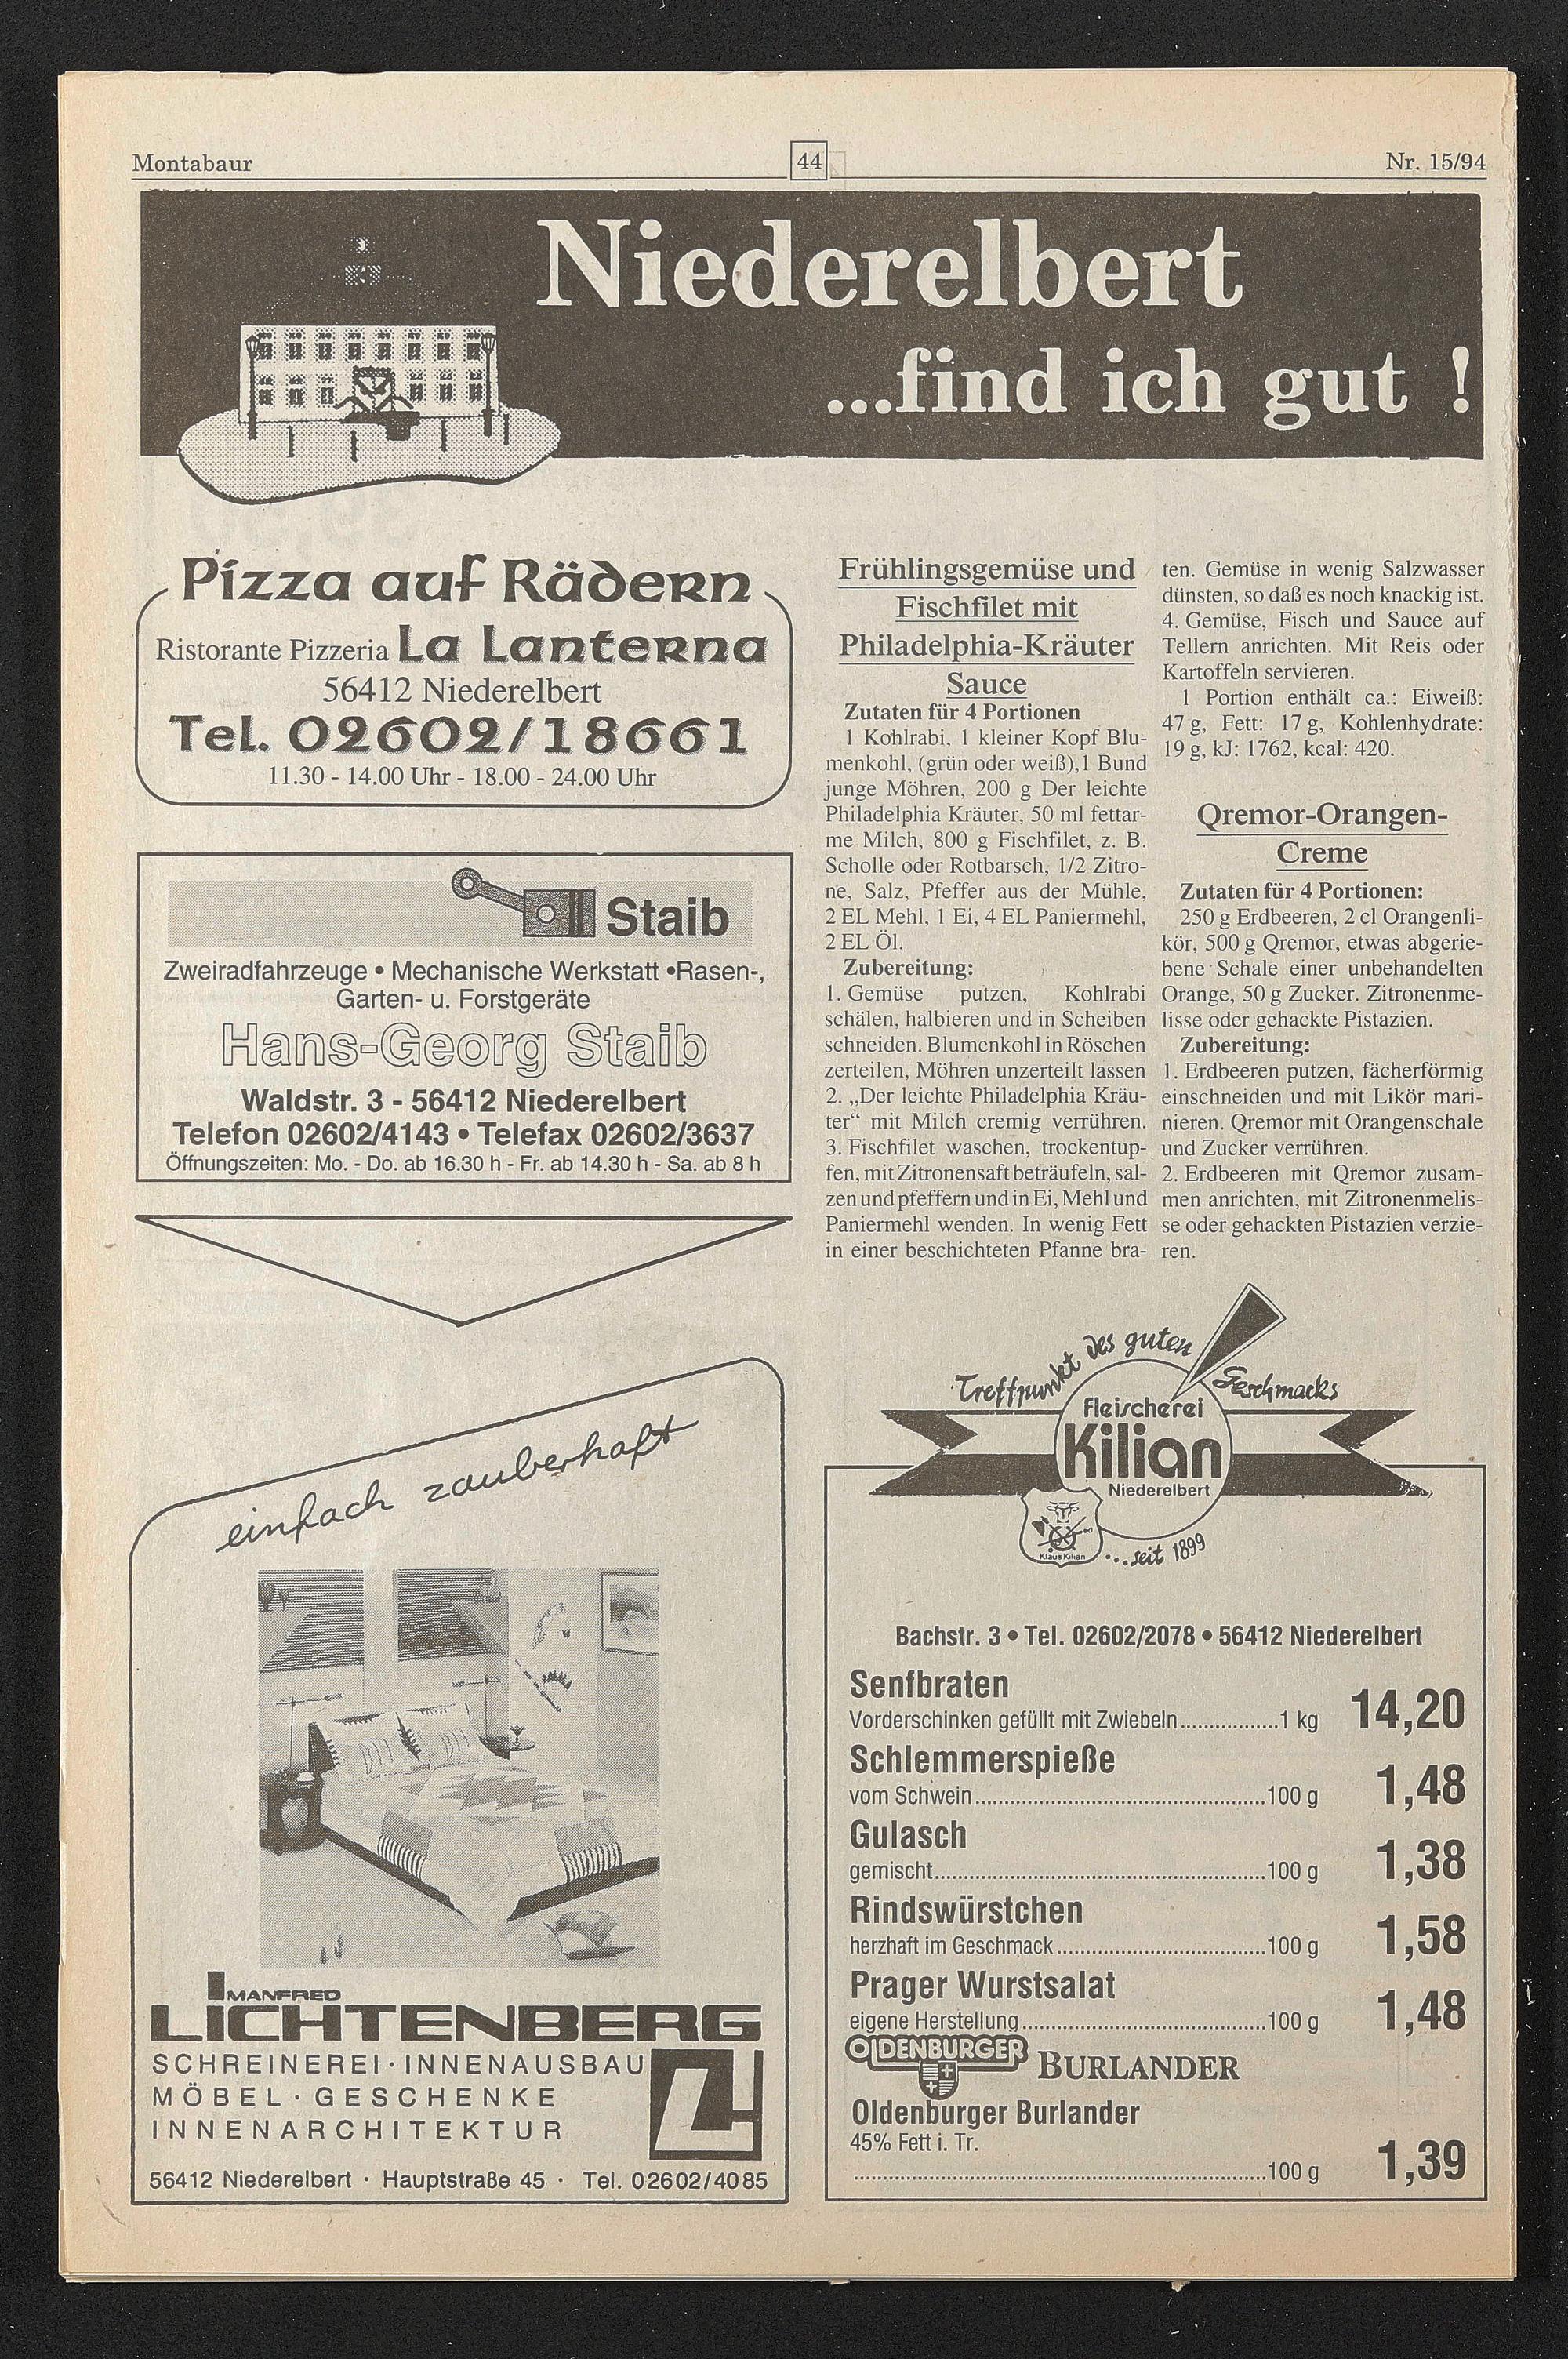 Montabaur
44
Nr. 15/94
Niederelbert
...find ich gut !
Pizza auf Rädern
Ristorante Pizzeria La Lanterna
56412 Niederelbert
Tel. 02602/18661
11.30 - 14.00 Uhr - 18.00 - 24.00 Uhr
Staib
Zweiradfahrzeuge • Mechanische Werkstatt •Rasen-,
Garten- u. Forstgeräte
Hans-Georg Staib
Waldstr. 3 - 56412 Niederelbert
Telefon 02602/4143 • Telefax 02602/3637
Öffnungszeiten: Mo. - Do. ab 16.30 h - Fr. ab 14.30 h - Sa. ab 8 h
einfach zauberhaft
MANFRED
LICHTENBERG
SCHREINEREI · INNENAUSBAU
MÖBEL · GESCHENKE
INNENARCHITEKTUR
56412 Niederelbert · Hauptstraße 45 · Tel. 02602/4085
Frühlingsgemüse und
Fischfilet mit
Philadelphia-Kräuter
Sauce
Zutaten für 4 Portionen
1 Kohlrabi, 1 kleiner Kopf Blu-
menkohl, (grün oder weiß),1 Bund
junge Möhren, 200 g Der leichte
Philadelphia Kräuter, 50 ml fettar-
me Milch, 800 g Fischfilet, z. B.
Scholle oder Rotbarsch, 1/2 Zitro-
ne, Salz, Pfeffer aus der Mühle,
2 EL Mehl, 1 Ei, 4 EL Paniermehl,
2 EL Öl.
Zubereitung:
1. Gemüse putzen, Kohlrabi
schälen, halbieren und in Scheiben
schneiden. Blumenkohl in Röschen
zerteilen, Möhren unzerteilt lassen
2. „Der leichte Philadelphia Kräu-
ter“ mit Milch cremig verrühren.
3. Fischfilet waschen, trockentup-
fen, mit Zitronensaft beträufeln, sal-
zen und pfeffern und in Ei, Mehl und
Paniermehl wenden. In wenig Fett
in einer beschichteten Pfanne bra-
ten. Gemüse in wenig Salzwasser
dünsten, so daß es noch knackig ist.
4. Gemüse, Fisch und Sauce auf
Tellern anrichten. Mit Reis oder
Kartoffeln servieren.
1 Portion enthält ca.: Eiweiß:
47 g, Fett: 17 g, Kohlenhydrate:
19 g, kJ: 1762, kcal: 420.
Qremor-Orangen-
Creme
Zutaten für 4 Portionen:
250 g Erdbeeren, 2 cl Orangenli-
kör, 500 g Qremor, etwas abgerie-
bene Schale einer unbehandelten
Orange, 50 g Zucker. Zitronenme-
lisse oder gehackte Pistazien.
Zubereitung:
1. Erdbeeren putzen, fächerförmig
einschneiden und mit Likör mari-
nieren. Qremor mit Orangenschale
und Zucker verrühren.
2. Erdbeeren mit Qremor zusam-
men anrichten, mit Zitronenmelis-
se oder gehackten Pistazien verzie-
ren.
Treffpunkt des guten Geschmacks
Fleischerei
Kilian
Niederelbert
Klaus Kilian
...seit 1899
Bachstr. 3 • Tel. 02602/2078 • 56412 Niederelbert
Senfbraten
Vorderschinken gefüllt mit Zwiebeln.................1 kg 14,20
Schlemmerspieße
vom Schwein..................................................100 g 1,48
Gulasch
gemischt.........................................................100 g 1,38
Rindswürstchen
herzhaft im Geschmack....................................100 g 1,58
Prager Wurstsalat
eigene Herstellung..........................................100 g 1,48
OLDENBURGER BURLANDER
Oldenburger Burlander
45% Fett i. Tr.
.......................................................................100 g 1,39